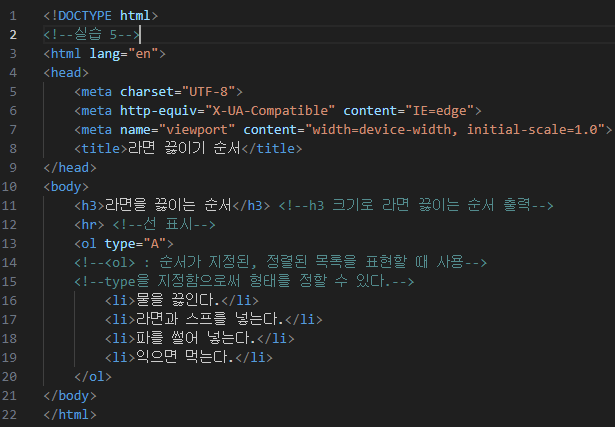 1 <!DOCTYPE html>
2 <!--실습 5-->
3 <html lang="en">
4 <head>
5     <meta charset="UTF-8">
6     <meta http-equiv="X-UA-Compatible" content="IE=edge">
7     <meta name="viewport" content="width=device-width, initial-scale=1.0">
8     <title>라면 끓이기 순서</title>
9 </head>
10 <body>
11     <h3>라면을 끓이는 순서</h3> <!--h3 크기로 라면 끓이는 순서 출력-->
12     <hr> <!--선 표시-->
13     <ol type="A">
14     <!--<ol> : 순서가 지정된, 정렬된 목록을 표현할 때 사용-->
15     <!--type을 지정함으로써 형태를 정할 수 있다.-->
16         <li>물을 끓인다.</li>
17         <li>라면과 스프를 넣는다.</li>
18         <li>파를 썰어 넣는다.</li>
19         <li>익으면 먹는다.</li>
20     </ol>
21 </body>
22 </html>